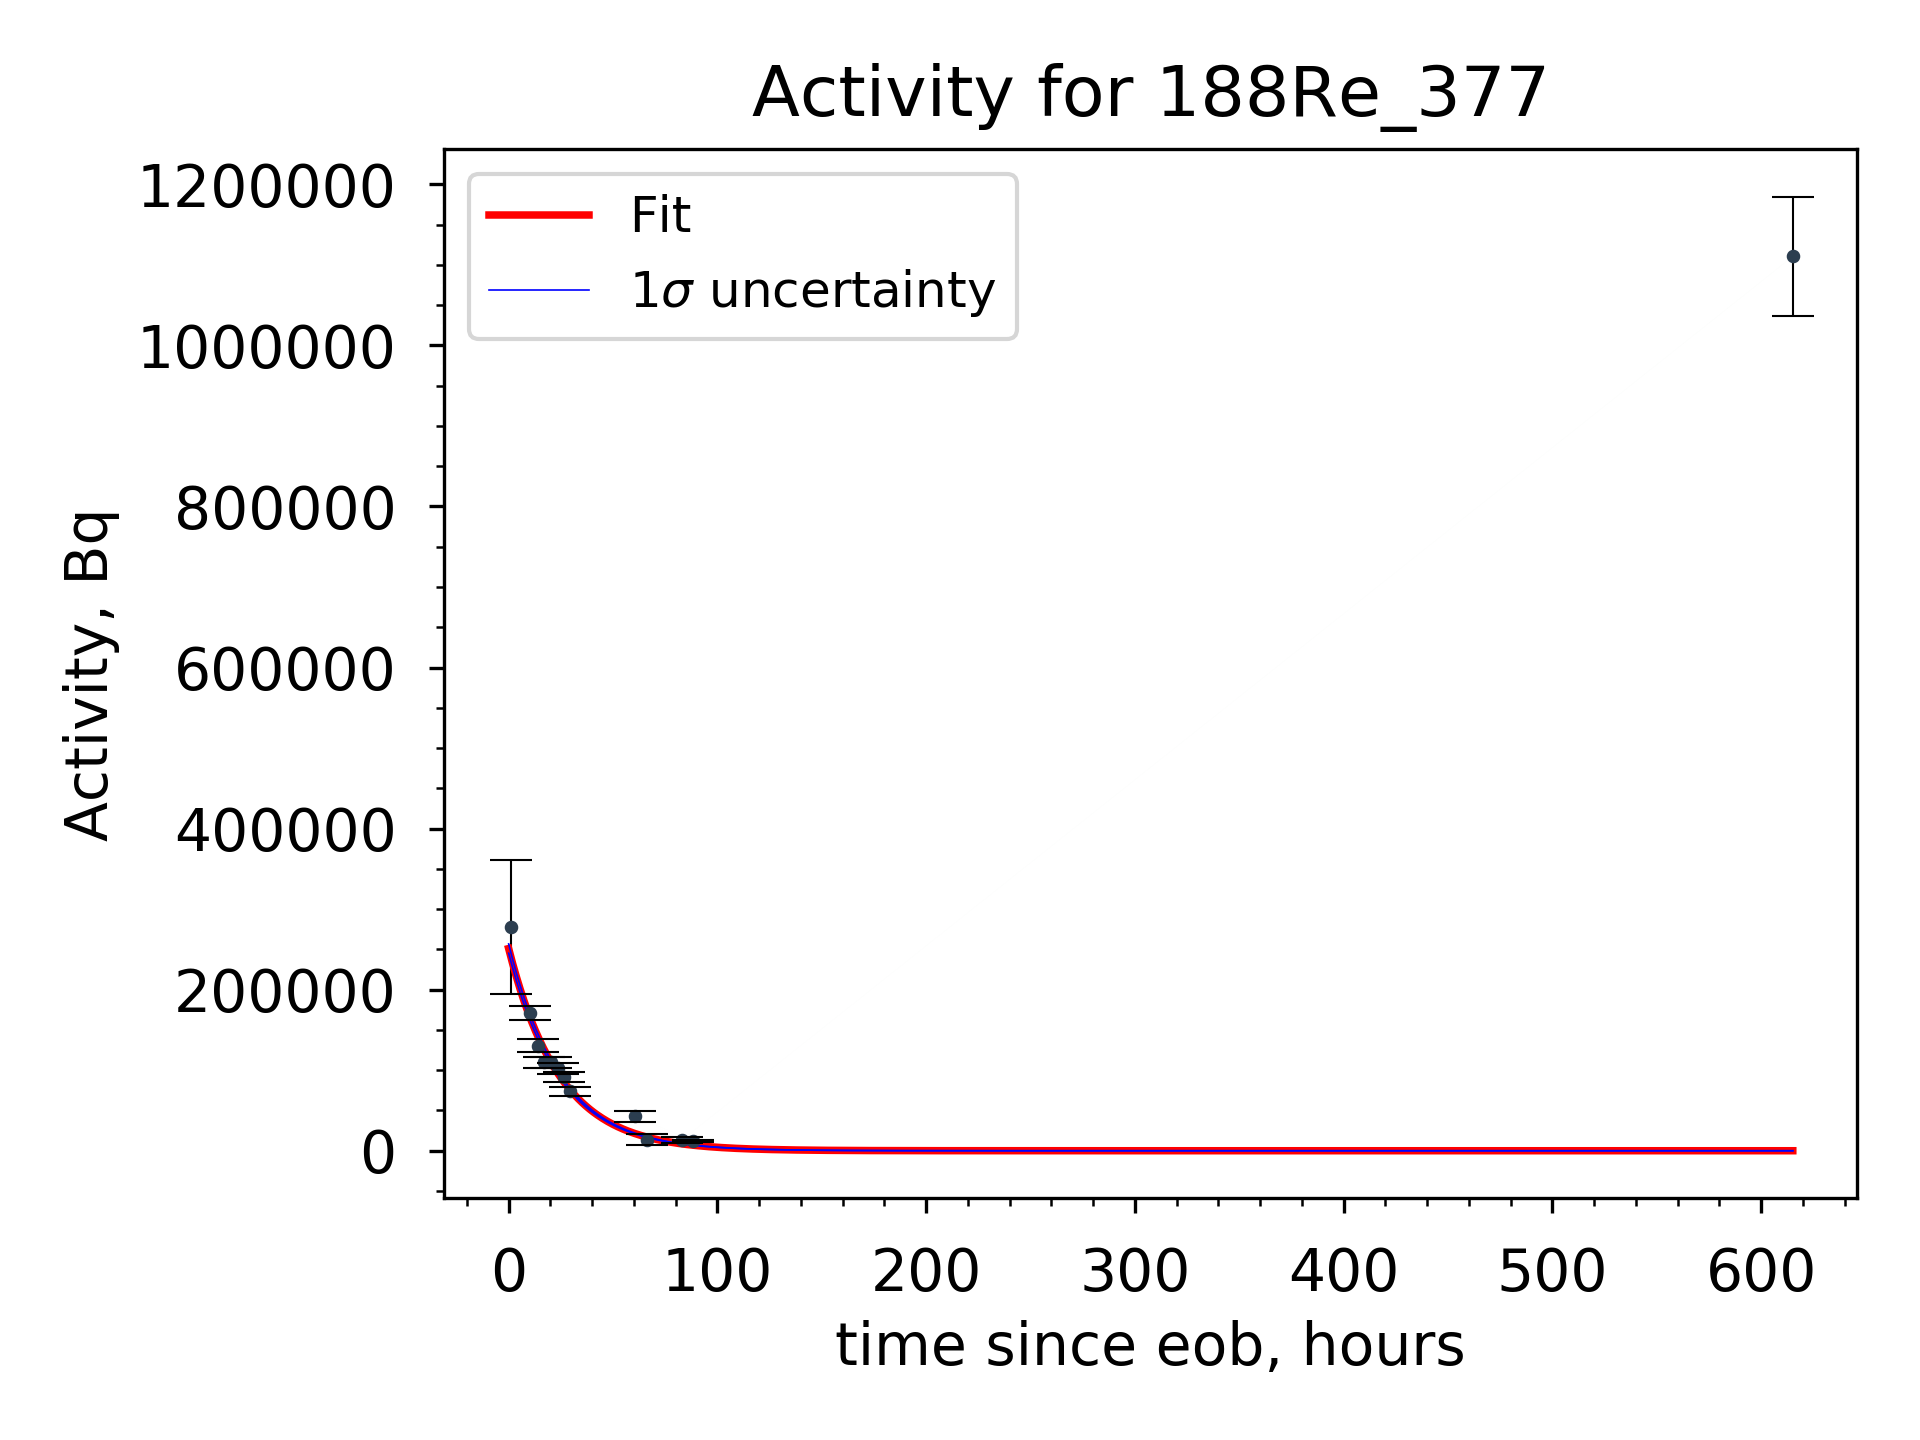 Activity for 188Re_377
Fit
1σ uncertainty
1200000
1000000
800000
600000
400000
200000
0
Activity, Bq
0 100 200 300 400 500 600
time since eob, hours